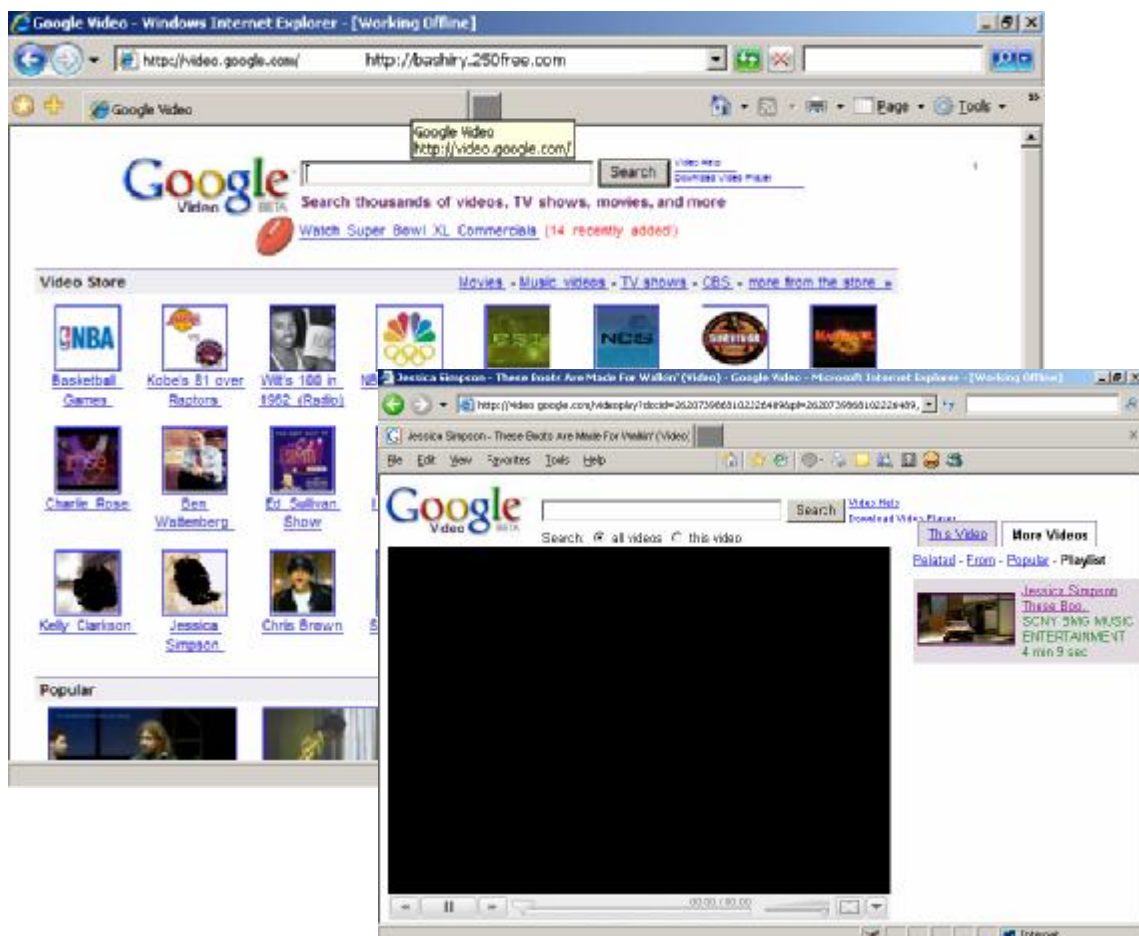 Google Video - Windows Internet Explorer - [Working Offline]
http://video.google.com/ http://bashiry.250free.com
Google Video
Page Tools
Google Video
http://video.google.com/
Google
Video BETA
Search
Video Help
Download Video Player
Search thousands of videos, TV shows, movies, and more
Watch Super Bowl XL Commercials (14 recently added!)
Video Store
Movies - Music videos - TV shows - CBS - more from the store »
NBA
CSI
NCIS
SURVIVOR
Basketball Games
Kobe's 81 over Raptors
Wilt's 100 in 1962 (Radio)
Charlie Rose
Ben Wattenberg
Ed Sullivan Show
Kelly Clarkson
Jessica Simpson
Chris Brown
Popular
Jessica Simpson - These Boots Are Made For Walkin' (Video) - Google Video - Microsoft Internet Explorer - [Working Offline]
Jessica Simpson - These Boots Are Made For Walkin' (Video)
File Edit View Favorites Tools Help
Google
Video BETA
Search
Video Help
Download Video Player
Search: all videos this video
This Video More Videos
Related - From - Popular - Playlist
Jessica Simpson
These Boo..
SONY BMG MUSIC
ENTERTAINMENT
4 min 9 sec
00:00 / 00:00
Internet